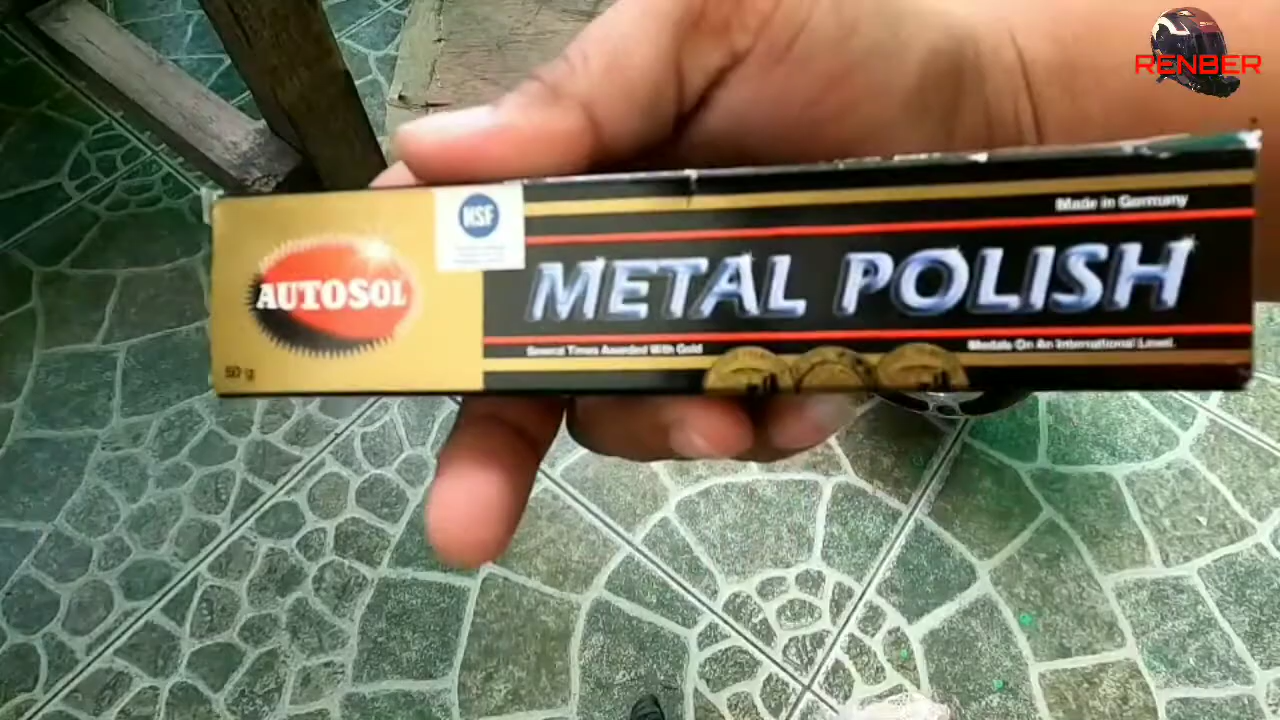 RENBER
Made in Germany
NSF
METAL POLISH
AUTOSOL
Several Times Awarded With Gold
Medals On An International Level.
50 g